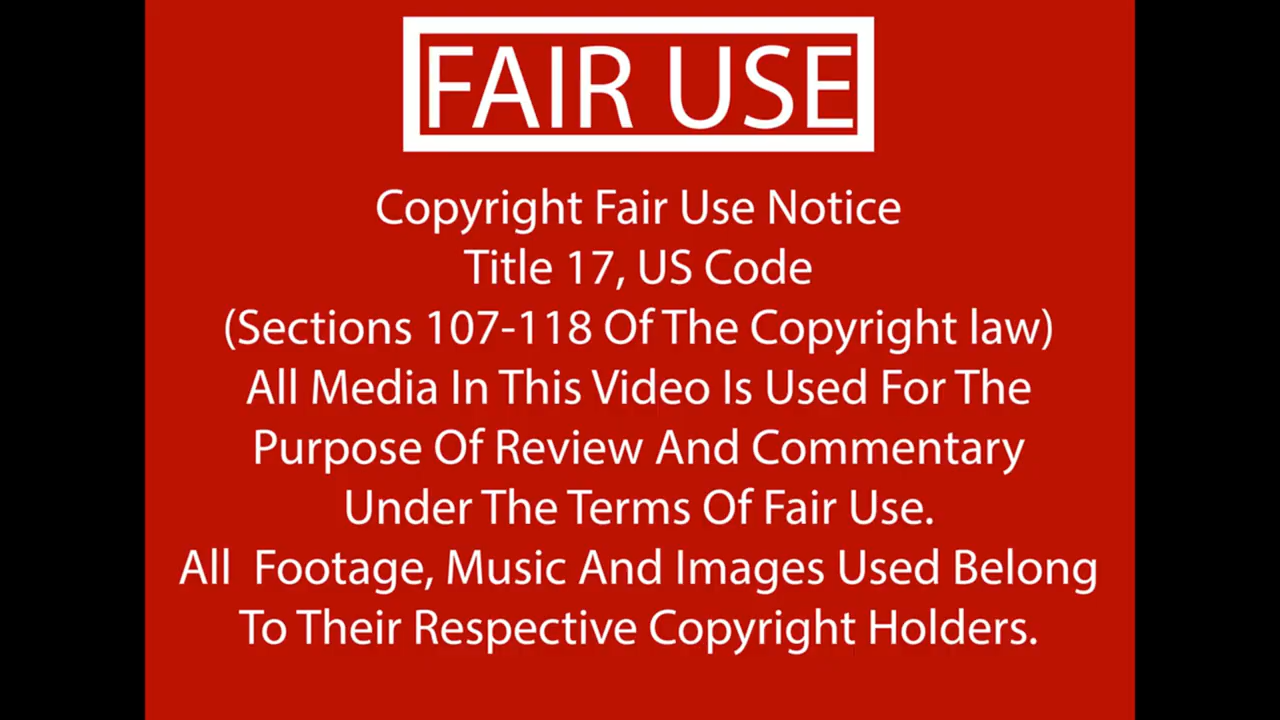 FAIR USE
Copyright Fair Use Notice
Title 17, US Code
(Sections 107-118 Of The Copyright law)
All Media In This Video Is Used For The
Purpose Of Review And Commentary
Under The Terms Of Fair Use.
All  Footage, Music And Images Used Belong
To Their Respective Copyright Holders.